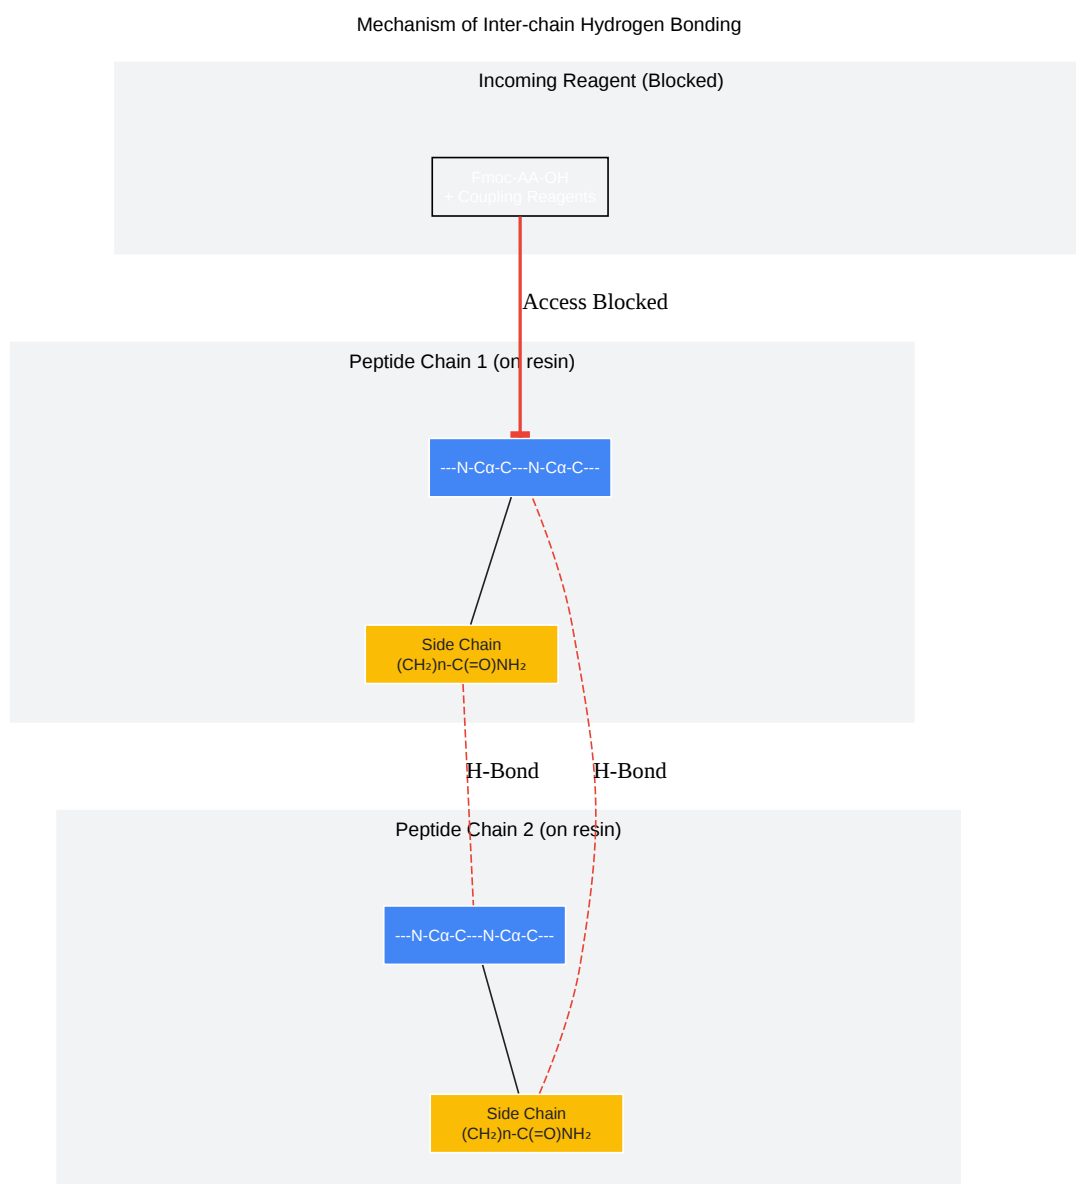 Mechanism of Inter-chain Hydrogen Bonding
Incoming Reagent (Blocked)
Fmoc-AA-OH
+ Coupling Reagents
Access Blocked
Peptide Chain 1 (on resin)
---N-Cα-C---N-Cα-C---
Side Chain
(CH₂)n-C(=O)NH₂
H-Bond
H-Bond
Peptide Chain 2 (on resin)
---N-Cα-C---N-Cα-C---
Side Chain
(CH₂)n-C(=O)NH₂